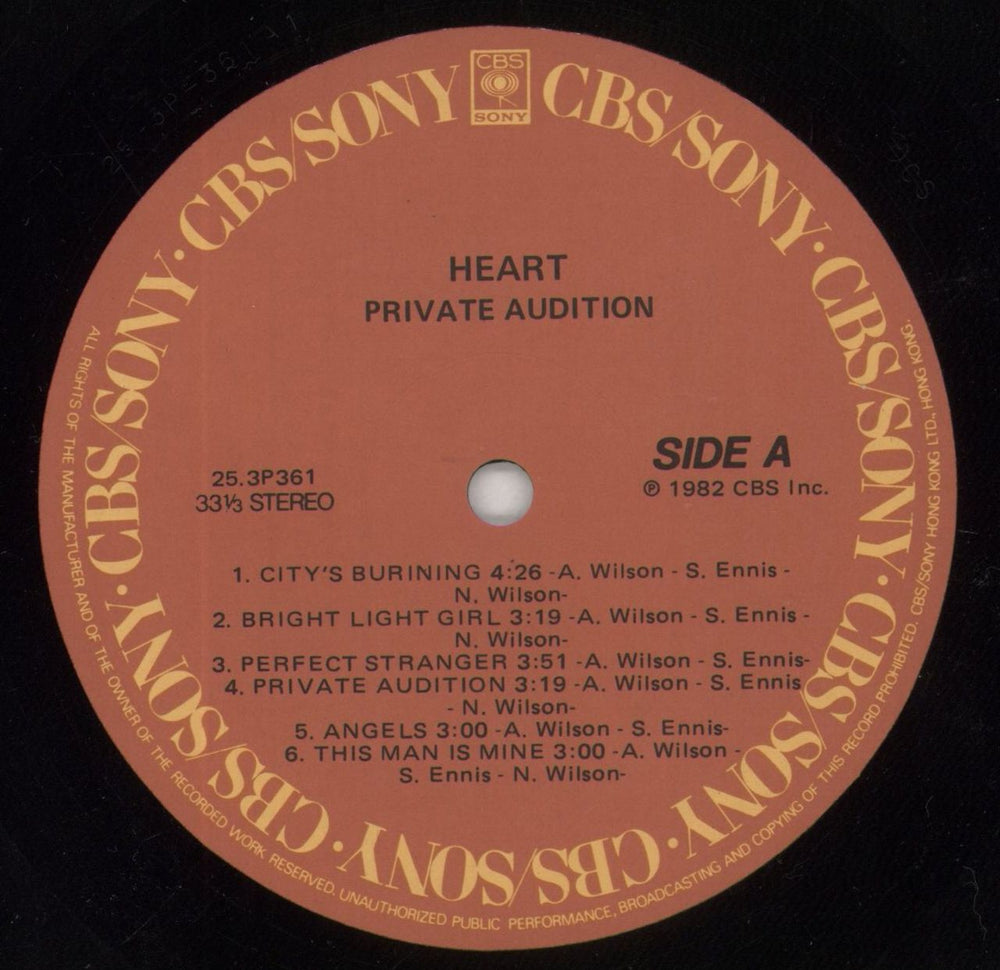 CBS
SONY
CBS/SONY · CBS/SONY · CBS/SONY · CBS/SONY · CBS/SONY · CBS/SONY · CBS/SONY · CBS/SONY
HEART
PRIVATE AUDITION
25.3P361
33⅓ STEREO
SIDE A
℗ 1982 CBS Inc.
1. CITY'S BURINING 4:26 -A. Wilson - S. Ennis -
N. Wilson-
2. BRIGHT LIGHT GIRL 3:19 -A. Wilson - S. Ennis -
N. Wilson-
3. PERFECT STRANGER 3:51 -A. Wilson - S. Ennis-
4. PRIVATE AUDITION 3:19 -A. Wilson - S. Ennis
- N. Wilson-
5. ANGELS 3:00 -A. Wilson - S. Ennis-
6. THIS MAN IS MINE 3:00 -A. Wilson -
S. Ennis - N. Wilson-
ALL RIGHTS OF THE MANUFACTURER AND OF THE OWNER OF THE RECORDED WORK RESERVED. UNAUTHORIZED PUBLIC PERFORMANCE, BROADCASTING AND COPYING OF THIS RECORD PROHIBITED. CBS/SONY HONG KONG LTD., HONG KONG.